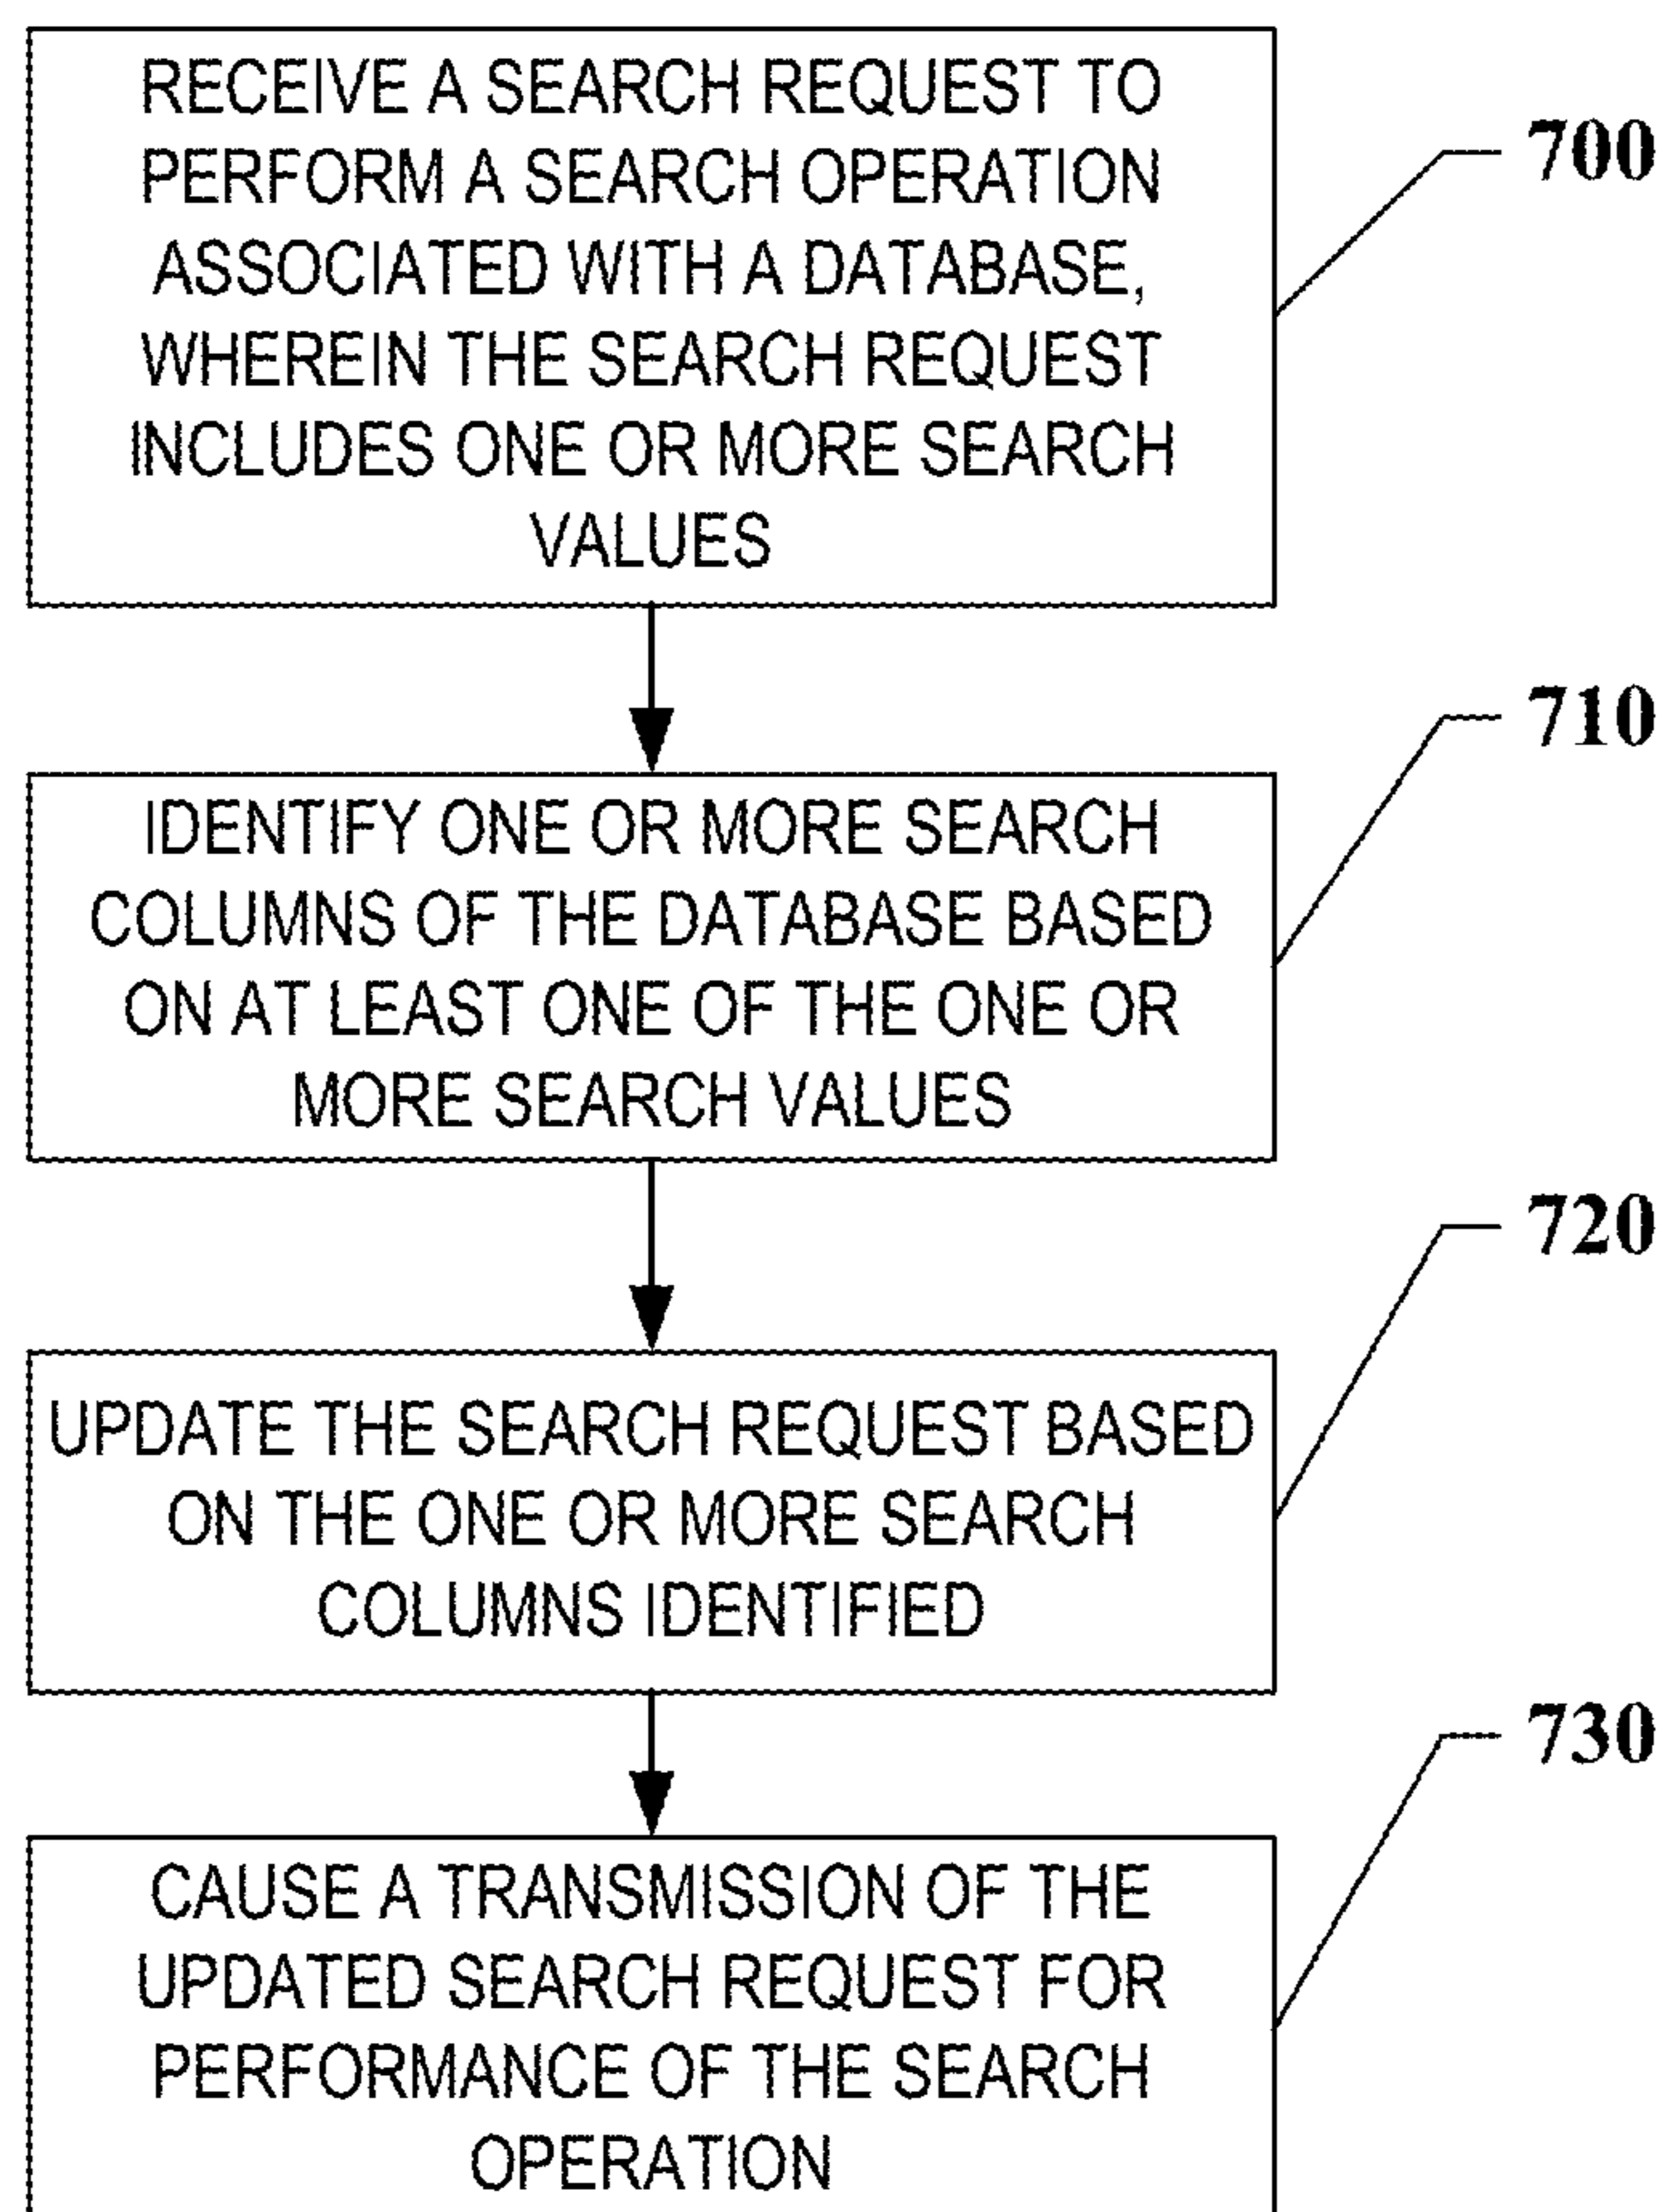 RECEIVE A SEARCH REQUEST TO
PERFORM A SEARCH OPERATION
ASSOCIATED WITH A DATABASE,
WHEREIN THE SEARCH REQUEST
INCLUDES ONE OR MORE SEARCH
VALUES
700
IDENTIFY ONE OR MORE SEARCH
COLUMNS OF THE DATABASE BASED
ON AT LEAST ONE OF THE ONE OR
MORE SEARCH VALUES
710
UPDATE THE SEARCH REQUEST BASED
ON THE ONE OR MORE SEARCH
COLUMNS IDENTIFIED
720
CAUSE A TRANSMISSION OF THE
UPDATED SEARCH REQUEST FOR
PERFORMANCE OF THE SEARCH
OPERATION
730